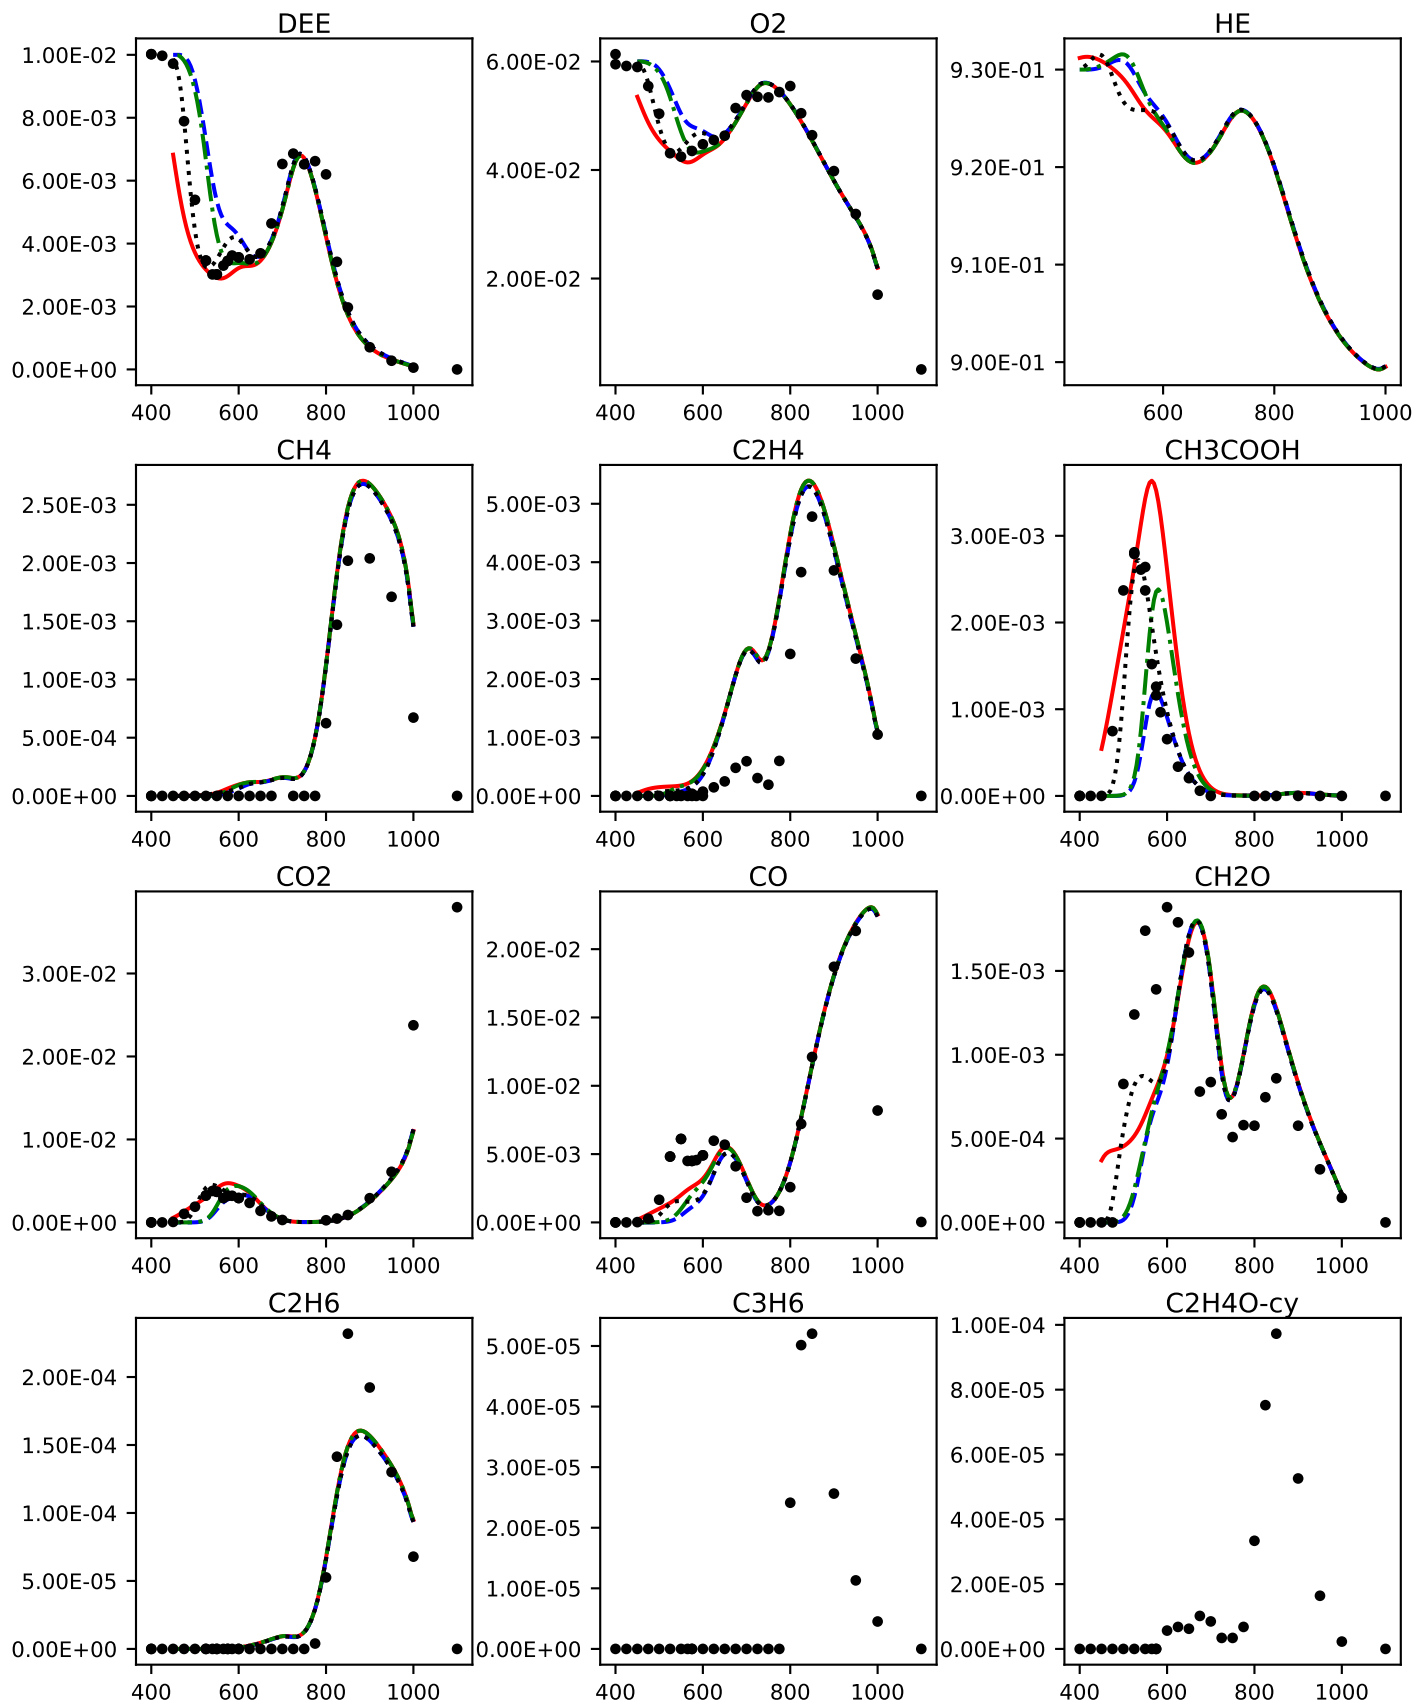 DEE O2 HE
1.00E-02
8.00E-03
6.00E-03
4.00E-03
2.00E-03
0.00E+00
400 600 800 1000
6.00E-02
4.00E-02
2.00E-02
400 600 800 1000
9.30E-01
9.20E-01
9.10E-01
9.00E-01
600 800 1000
CH4 C2H4 CH3COOH
2.50E-03
2.00E-03
1.50E-03
1.00E-03
5.00E-04
0.00E+00
400 600 800 1000
5.00E-03
4.00E-03
3.00E-03
2.00E-03
1.00E-03
0.00E+00
400 600 800 1000
3.00E-03
2.00E-03
1.00E-03
0.00E+00
400 600 800 1000
CO2 CO CH2O
3.00E-02
2.00E-02
1.00E-02
0.00E+00
400 600 800 1000
2.00E-02
1.50E-02
1.00E-02
5.00E-03
0.00E+00
400 600 800 1000
1.50E-03
1.00E-03
5.00E-04
0.00E+00
400 600 800 1000
C2H6 C3H6 C2H4O-cy
2.00E-04
1.50E-04
1.00E-04
5.00E-05
0.00E+00
400 600 800 1000
5.00E-05
4.00E-05
3.00E-05
2.00E-05
1.00E-05
0.00E+00
400 600 800 1000
1.00E-04
8.00E-05
6.00E-05
4.00E-05
2.00E-05
0.00E+00
400 600 800 1000